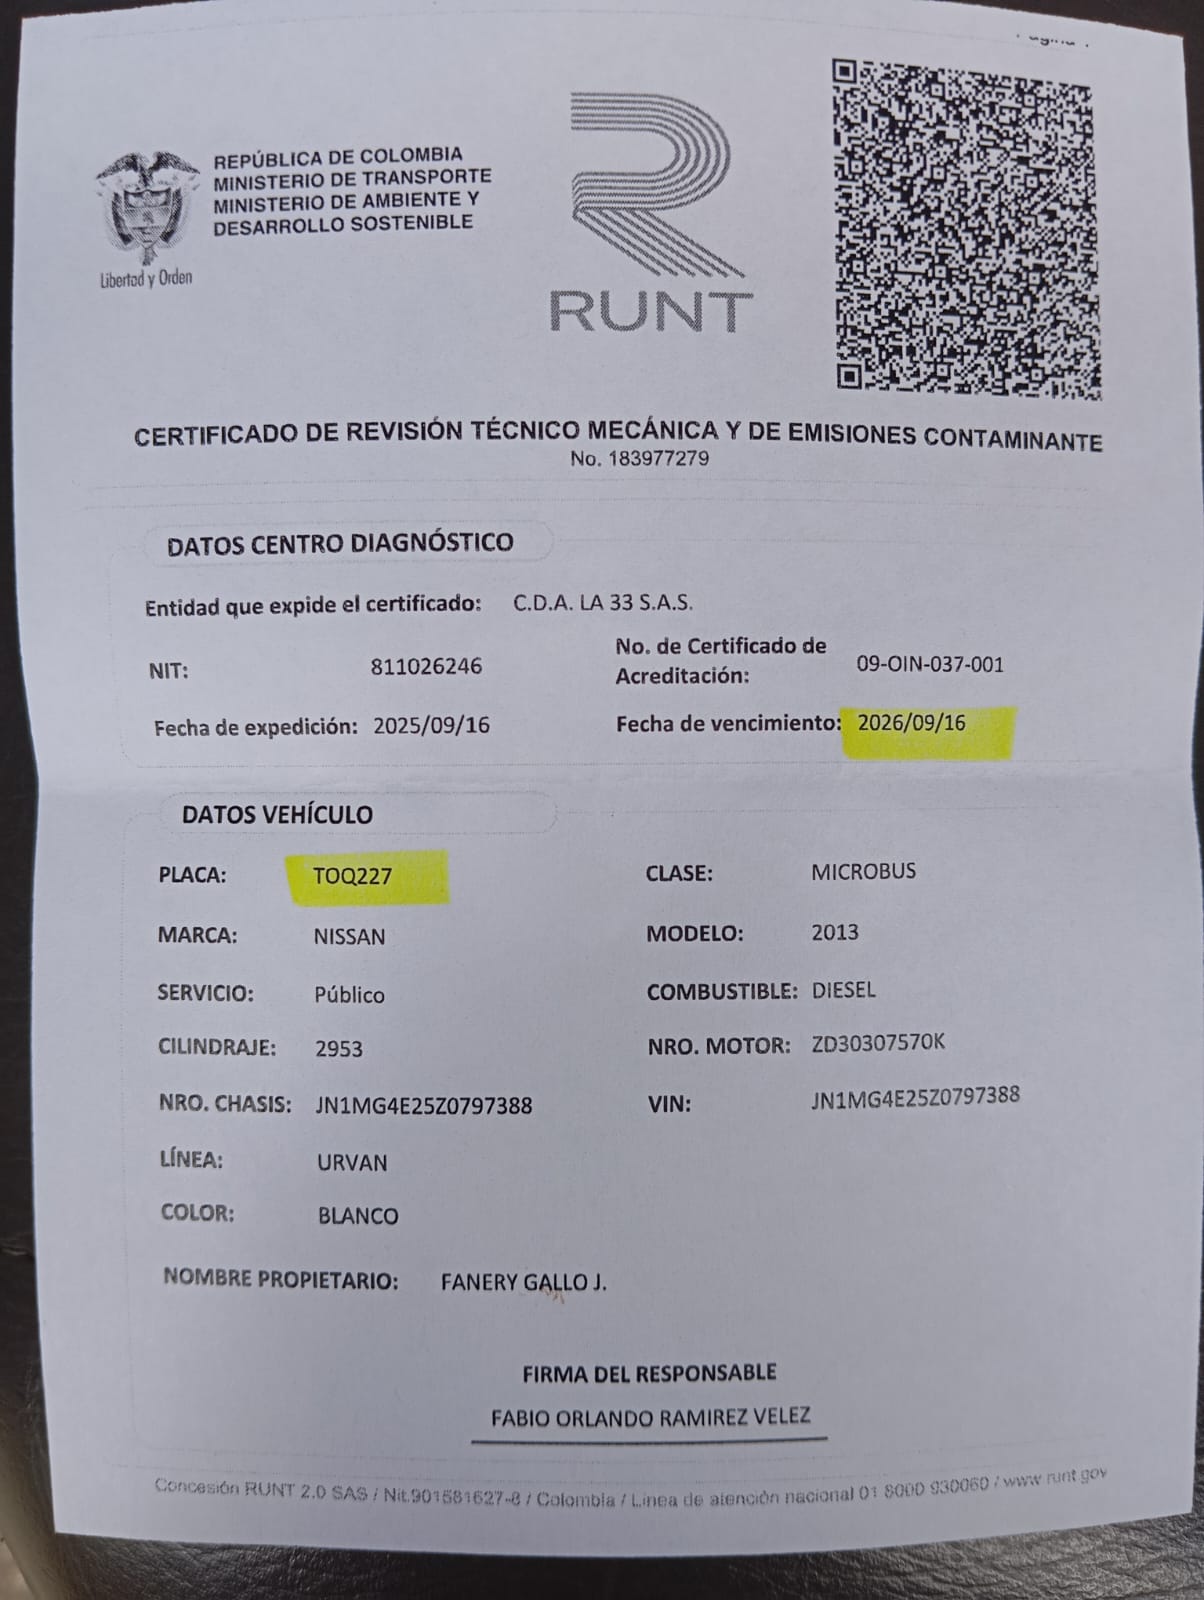 REPÚBLICA DE COLOMBIA
MINISTERIO DE TRANSPORTE
MINISTERIO DE AMBIENTE Y
DESARROLLO SOSTENIBLE
Libertad y Orden
RUNT
CERTIFICADO DE REVISIÓN TÉCNICO MECÁNICA Y DE EMISIONES CONTAMINANTE
No. 183977279
DATOS CENTRO DIAGNÓSTICO
Entidad que expide el certificado: C.D.A. LA 33 S.A.S.
NIT: 811026246 No. de Certificado de Acreditación: 09-OIN-037-001
Fecha de expedición: 2025/09/16 Fecha de vencimiento: 2026/09/16
DATOS VEHÍCULO
PLACA: TOQ227 CLASE: MICROBUS
MARCA: NISSAN MODELO: 2013
SERVICIO: Público COMBUSTIBLE: DIESEL
CILINDRAJE: 2953 NRO. MOTOR: ZD30307570K
NRO. CHASIS: JN1MG4E25Z0797388 VIN: JN1MG4E25Z0797388
LÍNEA: URVAN
COLOR: BLANCO
NOMBRE PROPIETARIO: FANERY GALLO J.
FIRMA DEL RESPONSABLE
FABIO ORLANDO RAMIREZ VELEZ
Concesión RUNT 2.0 SAS / Nit.901581627-8 / Colombia / Linea de atención nacional 01 8000 930060 / www.runt.gov